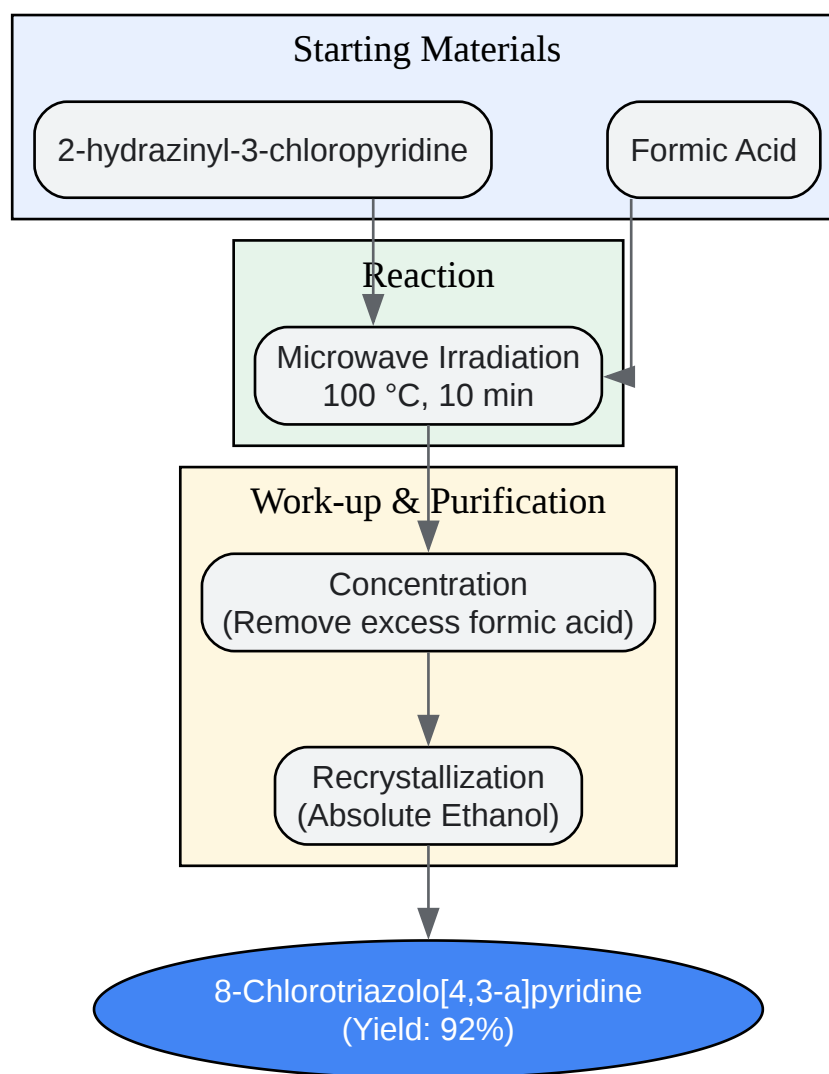 Starting Materials
2-hydrazinyl-3-chloropyridine
Formic Acid
Reaction
Microwave Irradiation
100 °C, 10 min
Work-up & Purification
Concentration
(Remove excess formic acid)
Recrystallization
(Absolute Ethanol)
8-Chlorotriazolo[4,3-a]pyridine
(Yield: 92%)